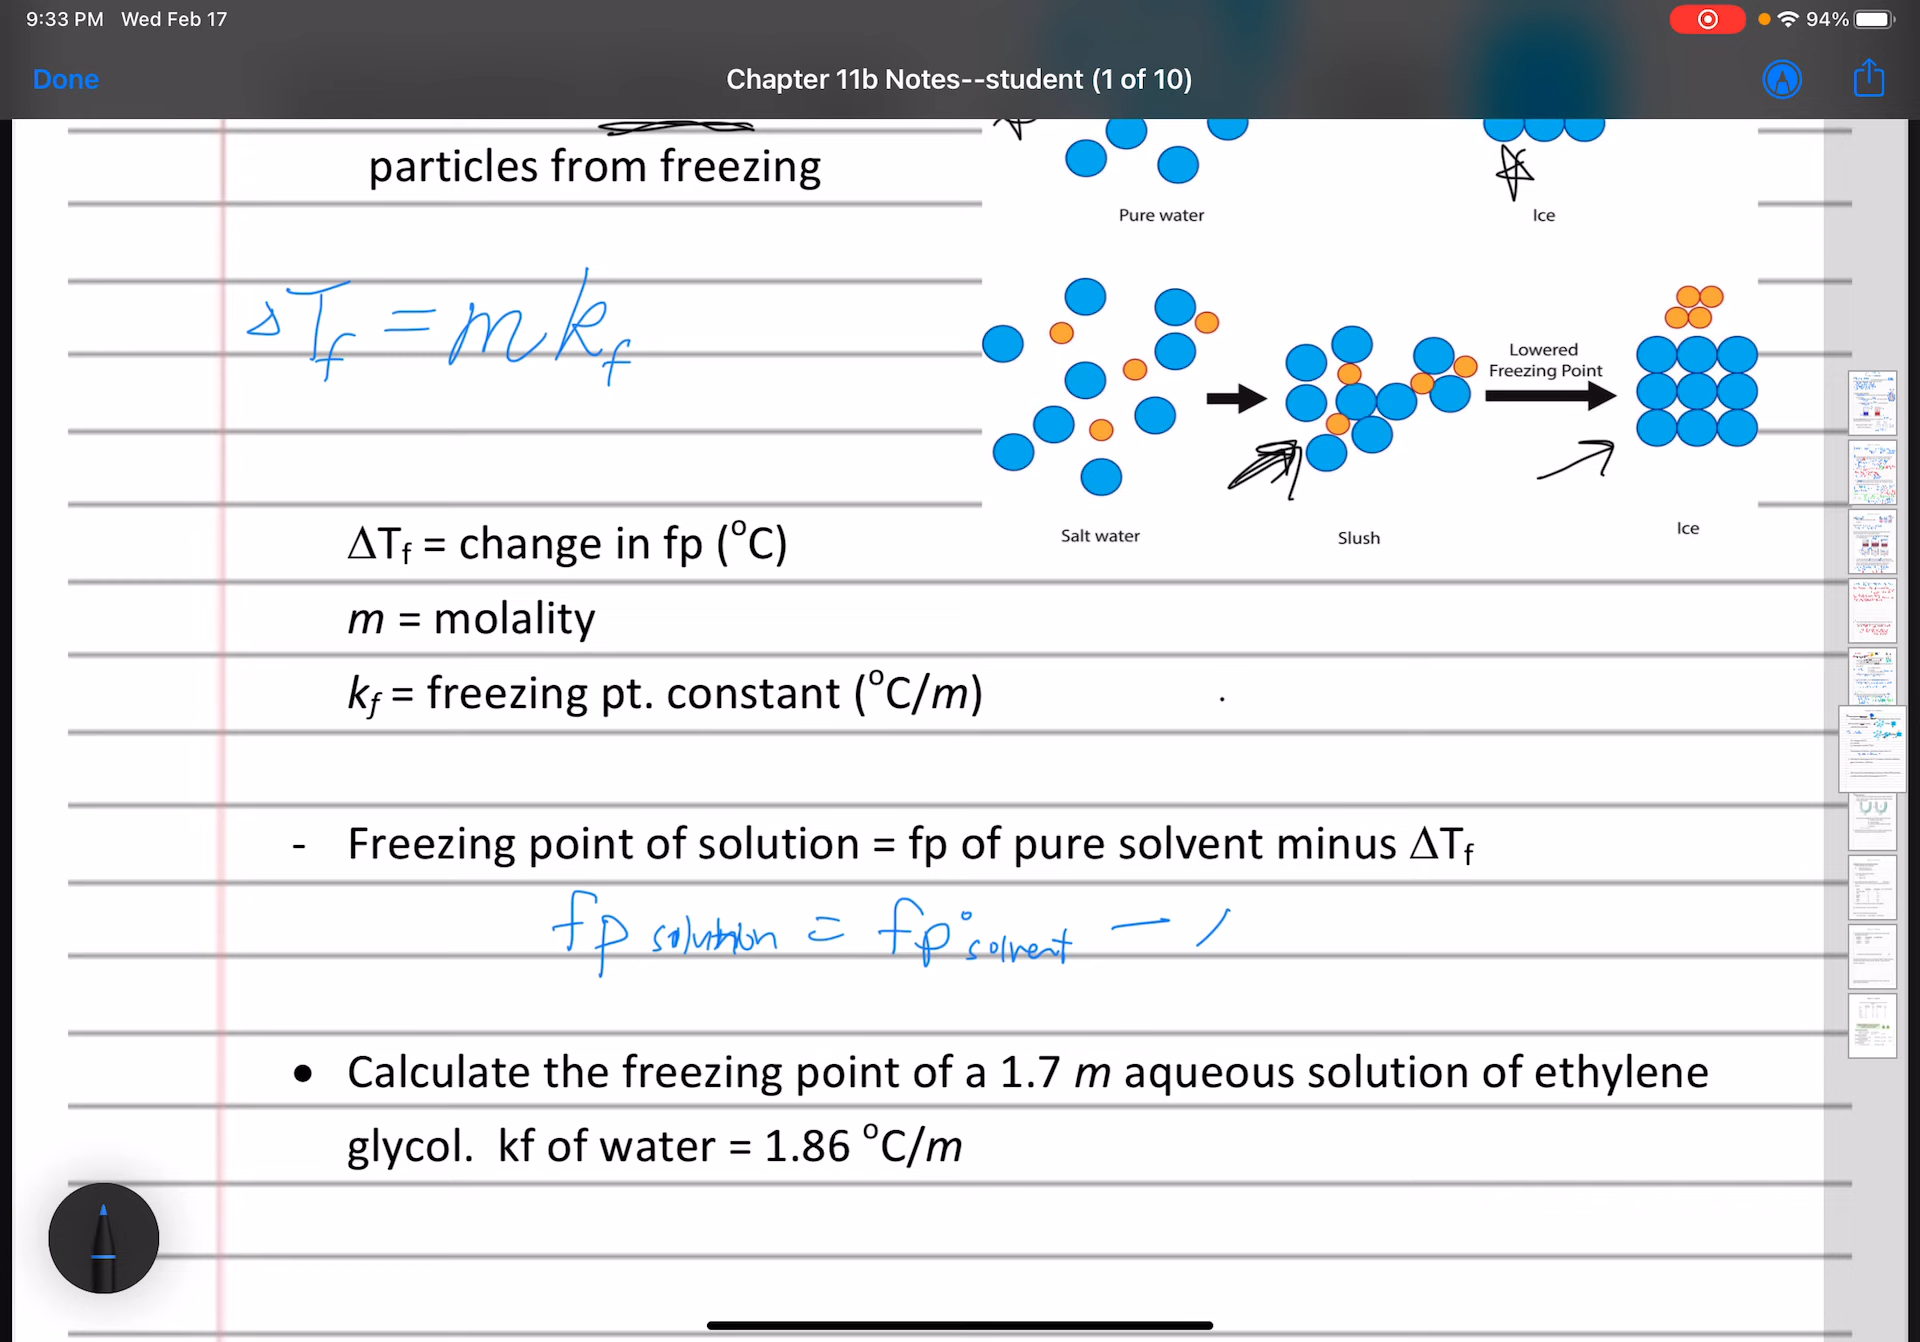 9:33 PM Wed Feb 17
94%
Done
Chapter 11b Notes--student (1 of 10)
particles from freezing
Pure water
Ice
ΔTf = m kf
Lowered
Freezing Point
Salt water
Slush
Ice
ΔTf = change in fp (°C)
m = molality
kf = freezing pt. constant (°C/m)
- Freezing point of solution = fp of pure solvent minus ΔTf
fp solution = fp° solvent —
• Calculate the freezing point of a 1.7 m aqueous solution of ethylene
glycol. kf of water = 1.86 °C/m